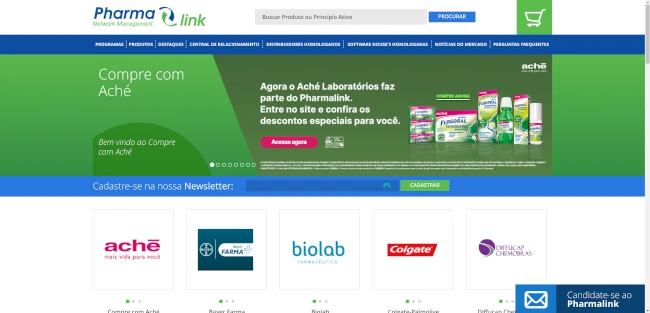 Pharma link
Network Management
Buscar Produto ou Princípio Ativo
PROCURAR
PROGRAMAS PRODUTOS DESTAQUES CENTRAL DE RELACIONAMENTO DISTRIBUIDORES HOMOLOGADOS SOFTWARE HOUSE'S HOMOLOGADAS NOTÍCIAS DO MERCADO PERGUNTAS FREQUENTES
Compre com
Aché
Bem vindo ao Compre
com Aché
Agora o Aché Laboratórios faz
parte do Pharmalink.
Entre no site e confira os
descontos especiais para você.
Acesse agora
aché
COMPRE AGORA
FLOGORAL
Cadastre-se na nossa Newsletter:
CADASTRAR
aché
mais vida para você
BAYER
Bayer
FARMA
biolab
FARMACÊUTICA
Colgate
DIFFUCAP
CHEMOBRAS
Compre com Aché
Bayer Farma
Biolab
Colgate-Palmolive
Diffucap Che
Candidate-se ao
Pharmalink